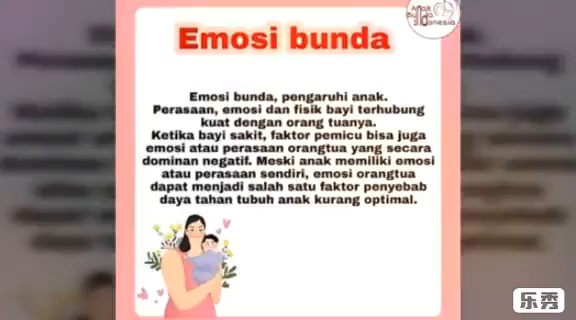 Anak
Indonesia
Emosi bunda
Emosi bunda, pengaruhi anak.
Perasaan, emosi dan fisik bayi terhubung
kuat dengan orang tuanya.
Ketika bayi sakit, faktor pemicu bisa juga
emosi atau perasaan orangtua yang secara
dominan negatif. Meski anak memiliki emosi
atau perasaan sendiri, emosi orangtua
dapat menjadi salah satu faktor penyebab
daya tahan tubuh anak kurang optimal.
乐秀